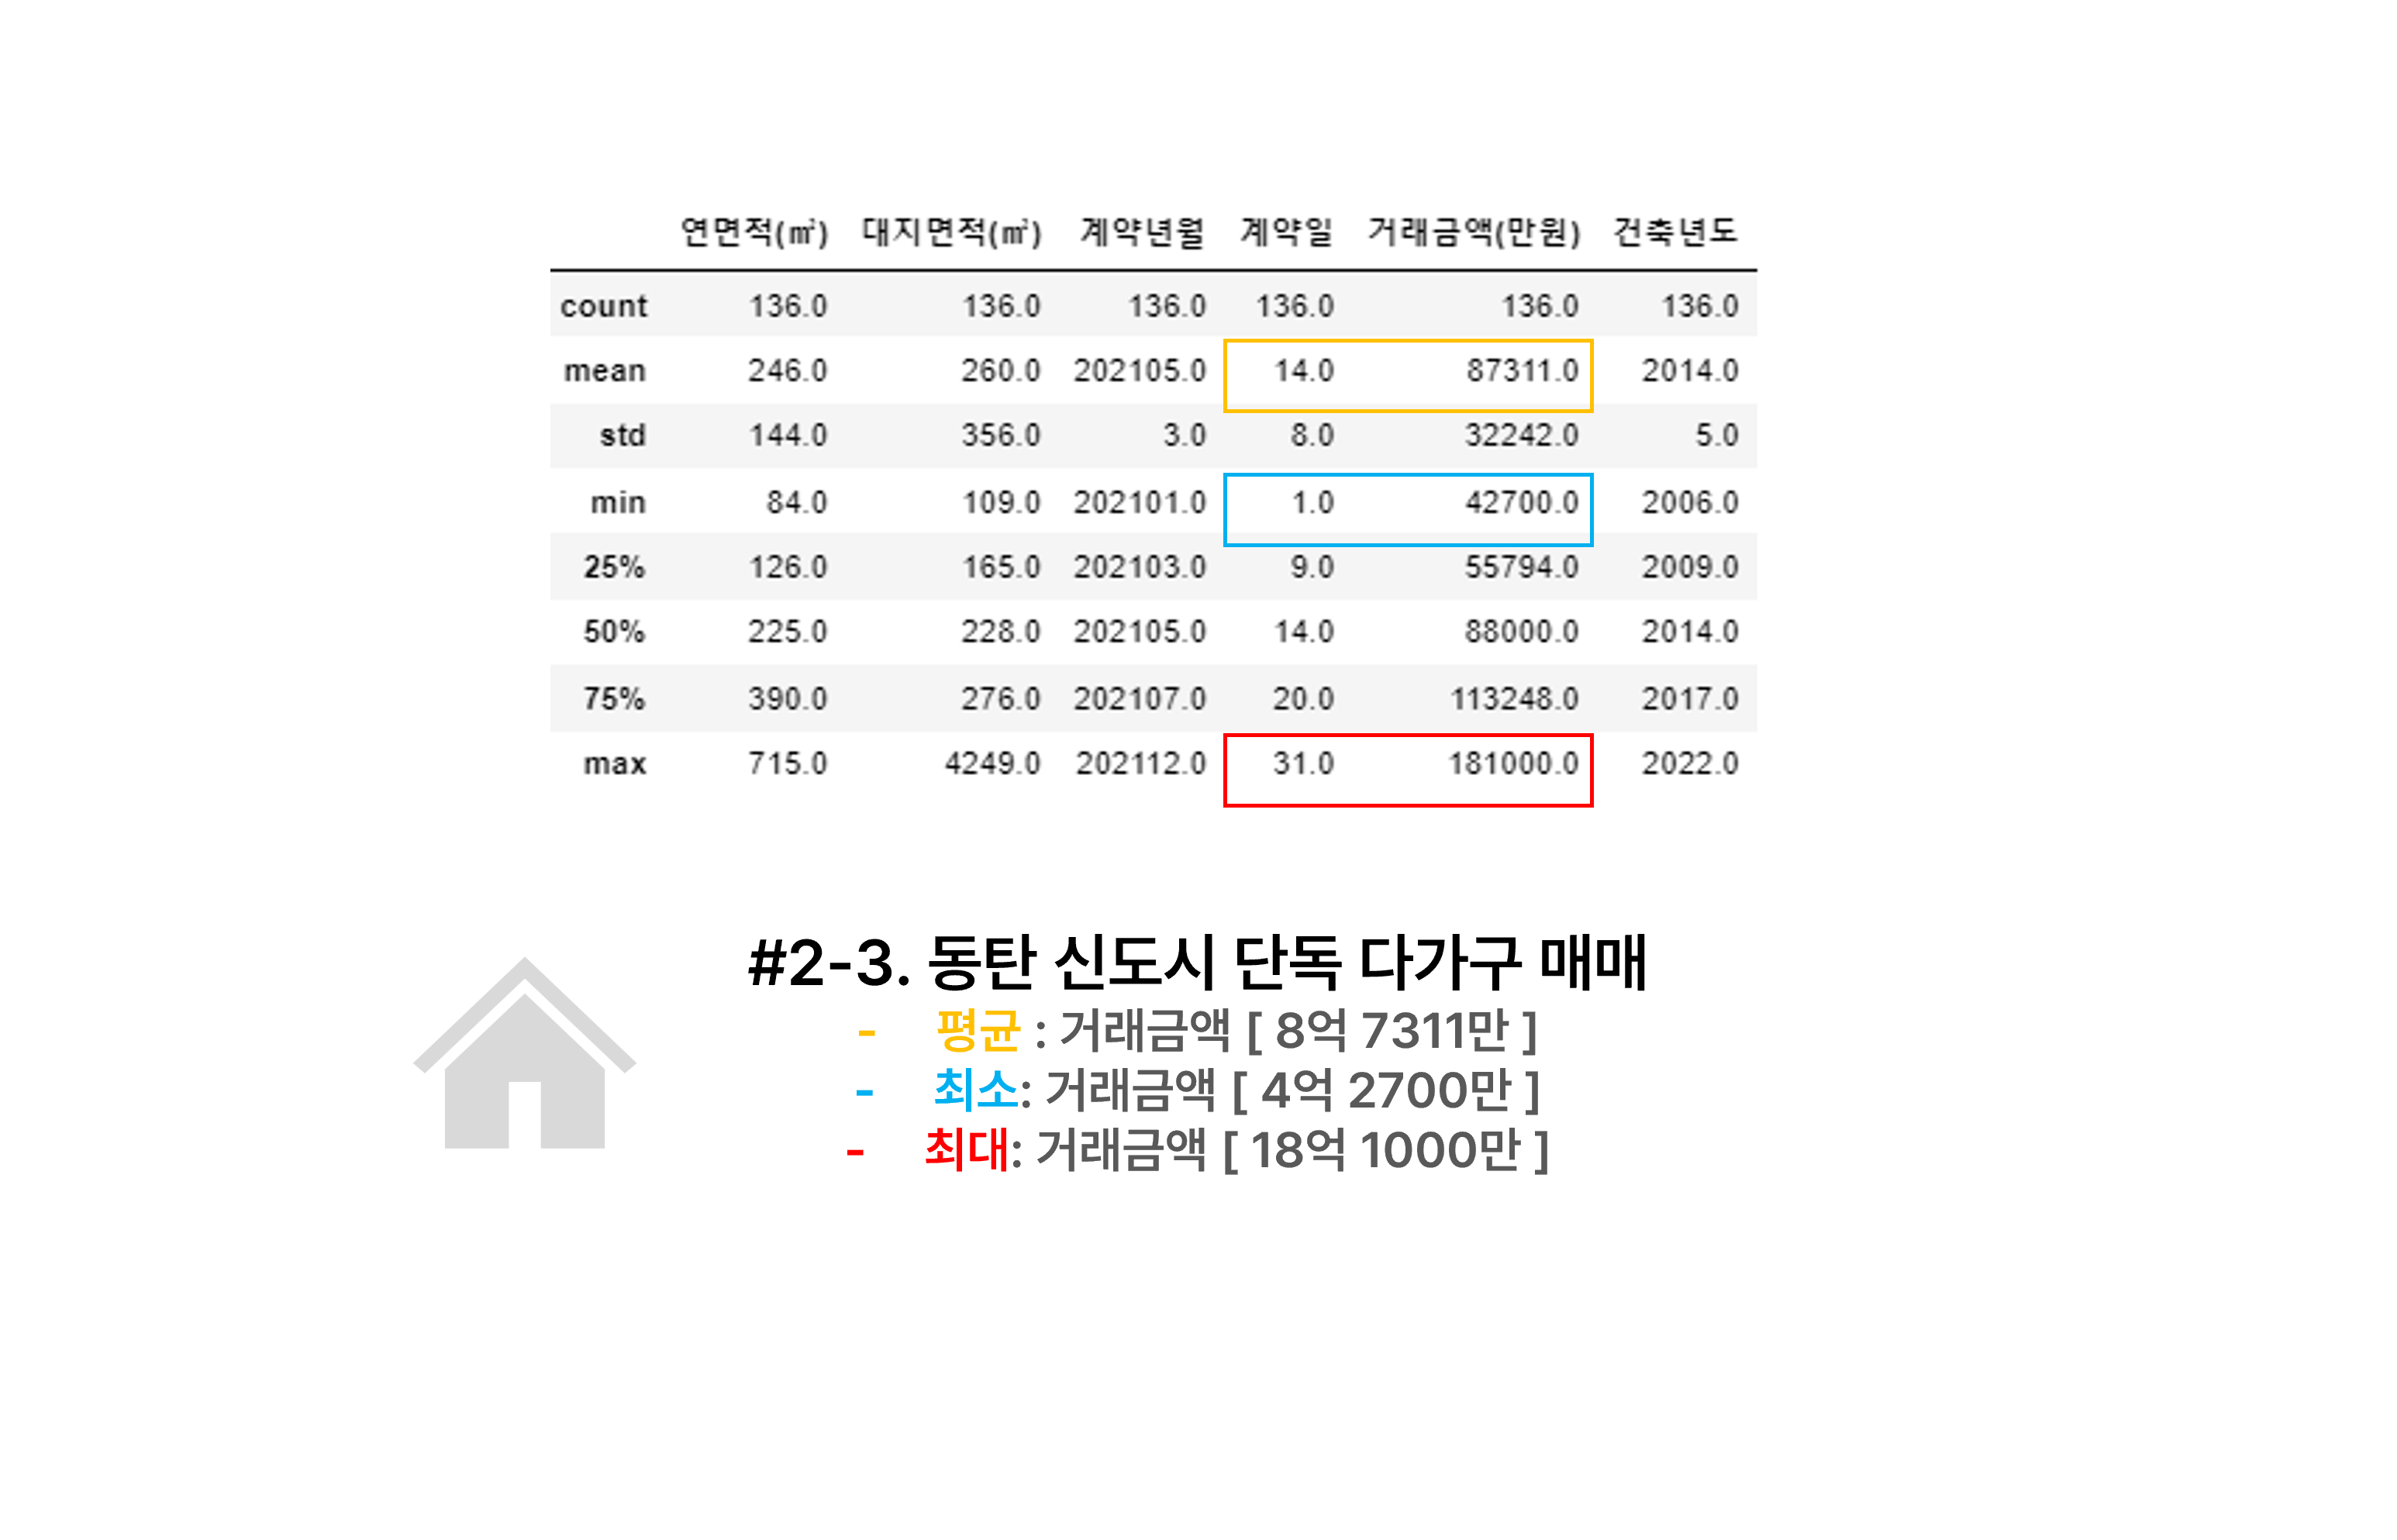 연면적(㎡) 대지면적(㎡) 계약년월 계약일 거래금액(만원) 건축년도
count 136.0 136.0 136.0 136.0 136.0 136.0
mean 246.0 260.0 202105.0 14.0 87311.0 2014.0
std 144.0 356.0 3.0 8.0 32242.0 5.0
min 84.0 109.0 202101.0 1.0 42700.0 2006.0
25% 126.0 165.0 202103.0 9.0 55794.0 2009.0
50% 225.0 228.0 202105.0 14.0 88000.0 2014.0
75% 390.0 276.0 202107.0 20.0 113248.0 2017.0
max 715.0 4249.0 202112.0 31.0 181000.0 2022.0
#2-3. 동탄 신도시 단독 다가구 매매
- 평균 : 거래금액 [ 8억 7311만 ]
- 최소: 거래금액 [ 4억 2700만 ]
- 최대: 거래금액 [ 18억 1000만 ]